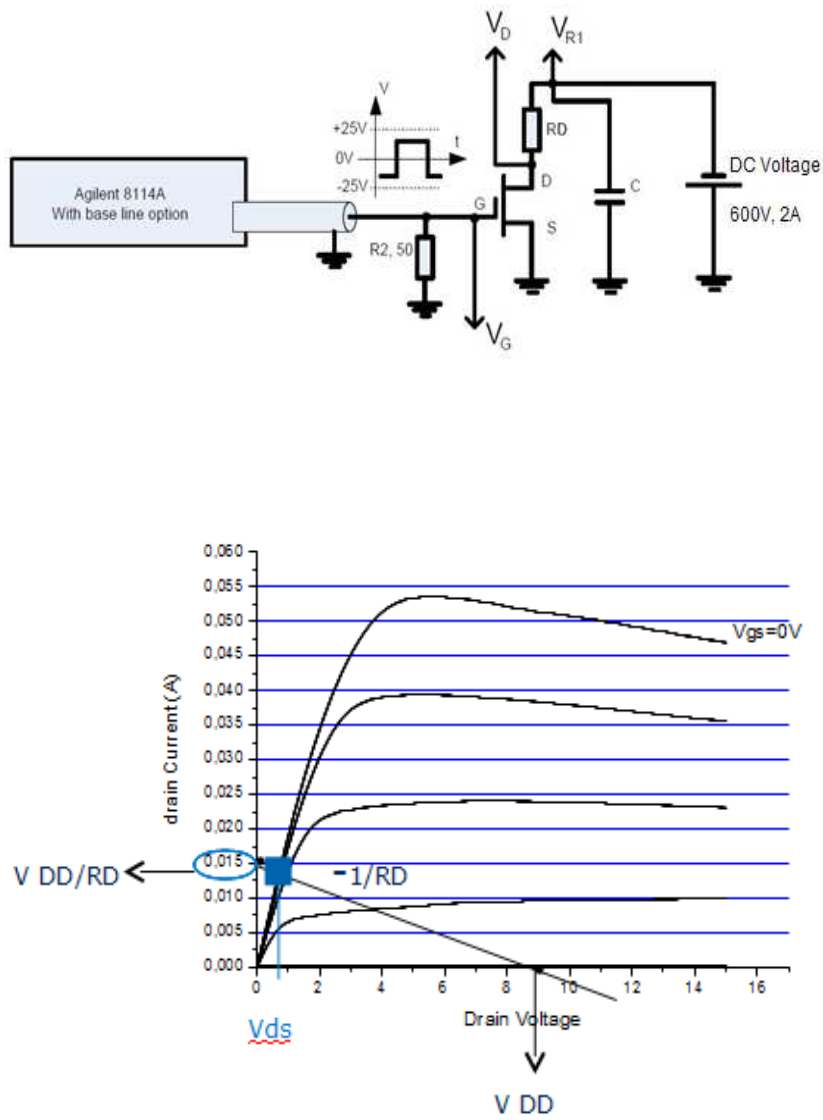 V_D
V_R1
V
+25V
t
0V
-25V
RD
DC Voltage
600V, 2A
Agilent 8114A
With base line option
G
D
S
C
R2, 50
V_G
0,060
0,055
0,050
0,045
0,040
0,035
0,030
0,025
0,020
0,015
0,010
0,005
0,000
drain Current (A)
Vgs=0V
V DD/RD
-1/RD
0
2
4
6
8
10
12
14
16
Vds
Drain Voltage
V DD